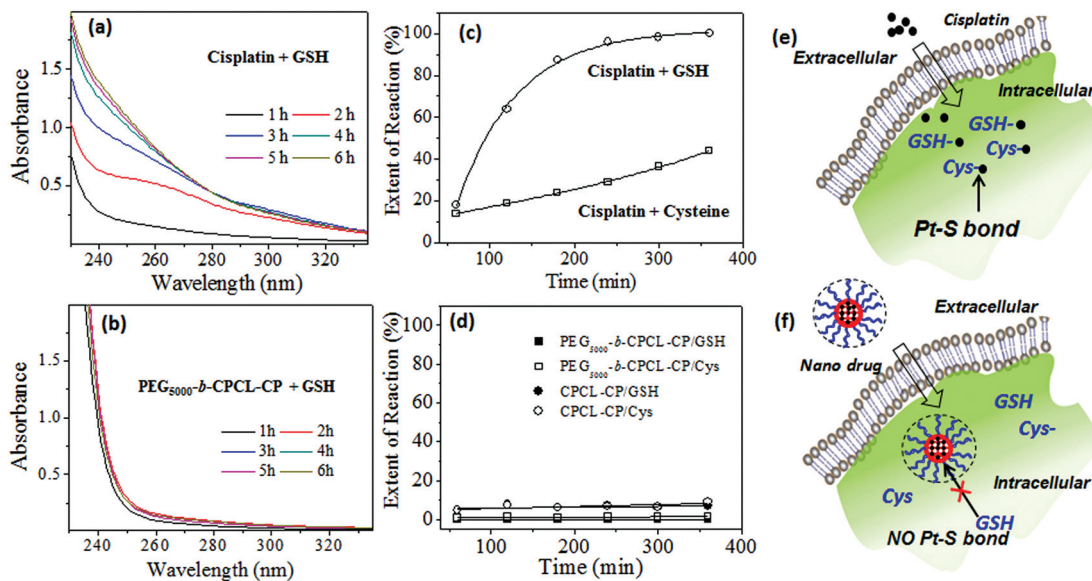 (a)
Cisplatin + GSH
1 h 2 h
3 h 4 h
5 h 6 h
Absorbance
1.5
1.0
0.5
240 260 280 300 320
Wavelength (nm)
(b)
PEG5000-b-CPCL-CP + GSH
1h 2h
3h 4h
5h 6h
Absorbance
1.5
1.0
0.5
240 260 280 300 320
Wavelength (nm)
(c)
Cisplatin + GSH
Cisplatin + Cysteine
Extent of Reaction (%)
100
80
60
40
20
0
100 200 300 400
Time (min)
(d)
PEG5000-b-CPCL-CP/GSH
PEG5000-b-CPCL-CP/Cys
CPCL-CP/GSH
CPCL-CP/Cys
Extent of Reaction (%)
100
80
60
40
20
0
100 200 300 400
Time (min)
(e)
Cisplatin
Extracellular
Intracellular
GSH-
GSH-
Cys-
Cys-
Pt-S bond
(f)
Extracellular
Nano drug
GSH
Cys-
Intracellular
Cys
GSH
NO Pt-S bond